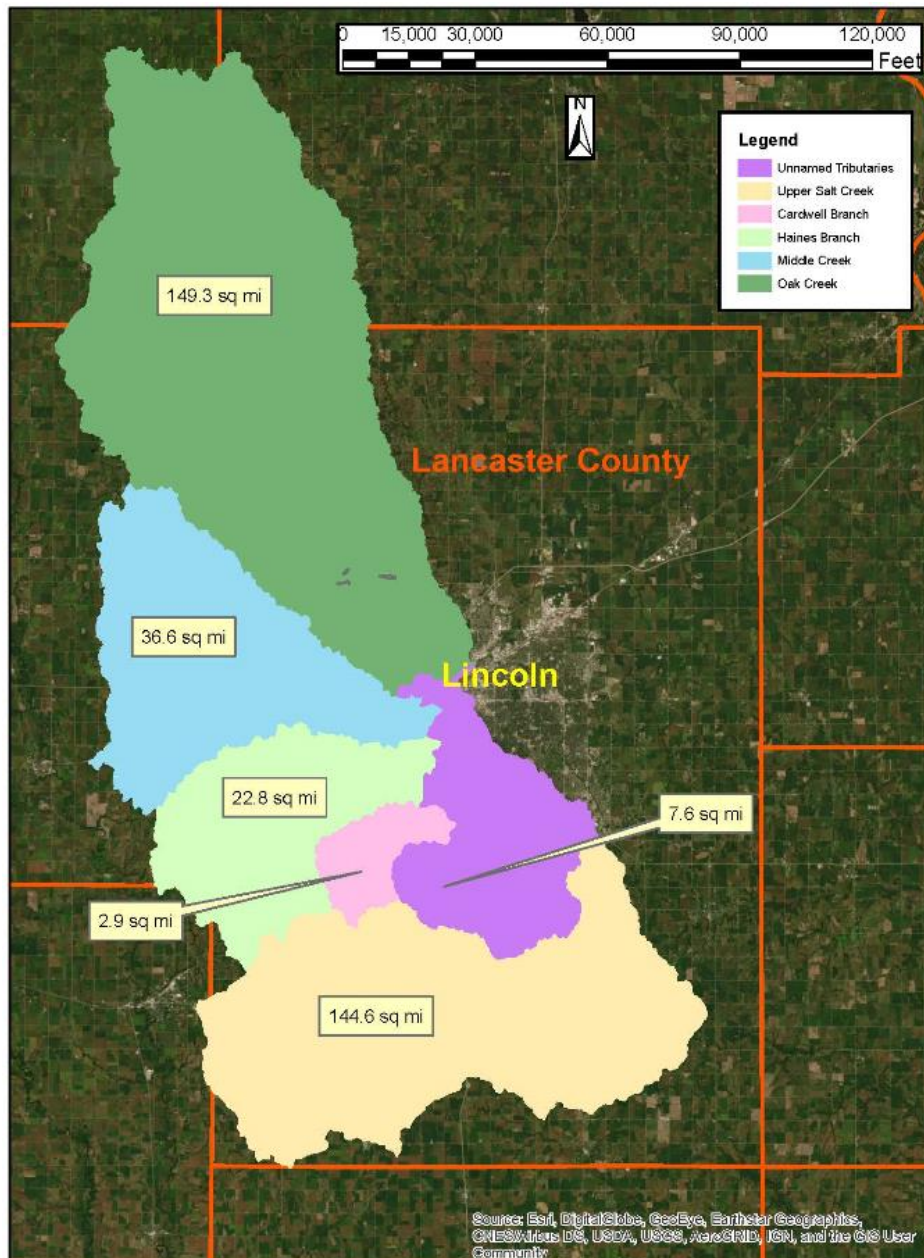 0 15,000 30,000 60,000 90,000 120,000
Feet
N
Legend
Unnamed Tributaries
Upper Salt Creek
Cardwell Branch
Haines Branch
Middle Creek
Oak Creek
149.3 sq mi
Lancaster County
36.6 sq mi
Lincoln
22.8 sq mi
7.6 sq mi
2.9 sq mi
144.6 sq mi
Source: Esri, DigitalGlobe, GeoEye, Earthstar Geographics,
CNES/Airbus DS, USDA, USGS, AeroGRID, IGN, and the GIS User
Community